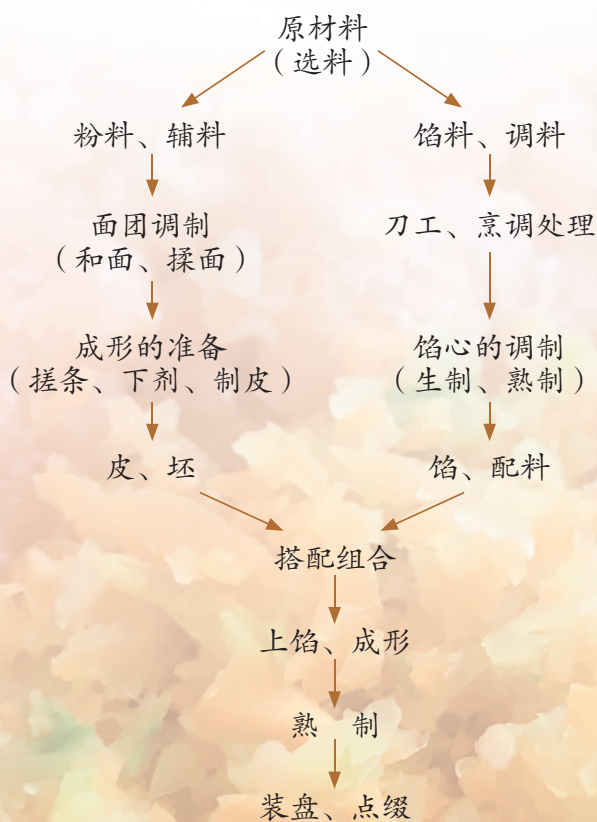 原材料
（选料）
粉料、辅料
馅料、调料
面团调制
（和面、揉面）
刀工、烹调处理
成形的准备
（搓条、下剂、制皮）
馅心的调制
（生制、熟制）
皮、坯
馅、配料
搭配组合
上馅、成形
熟 制
装盘、点缀